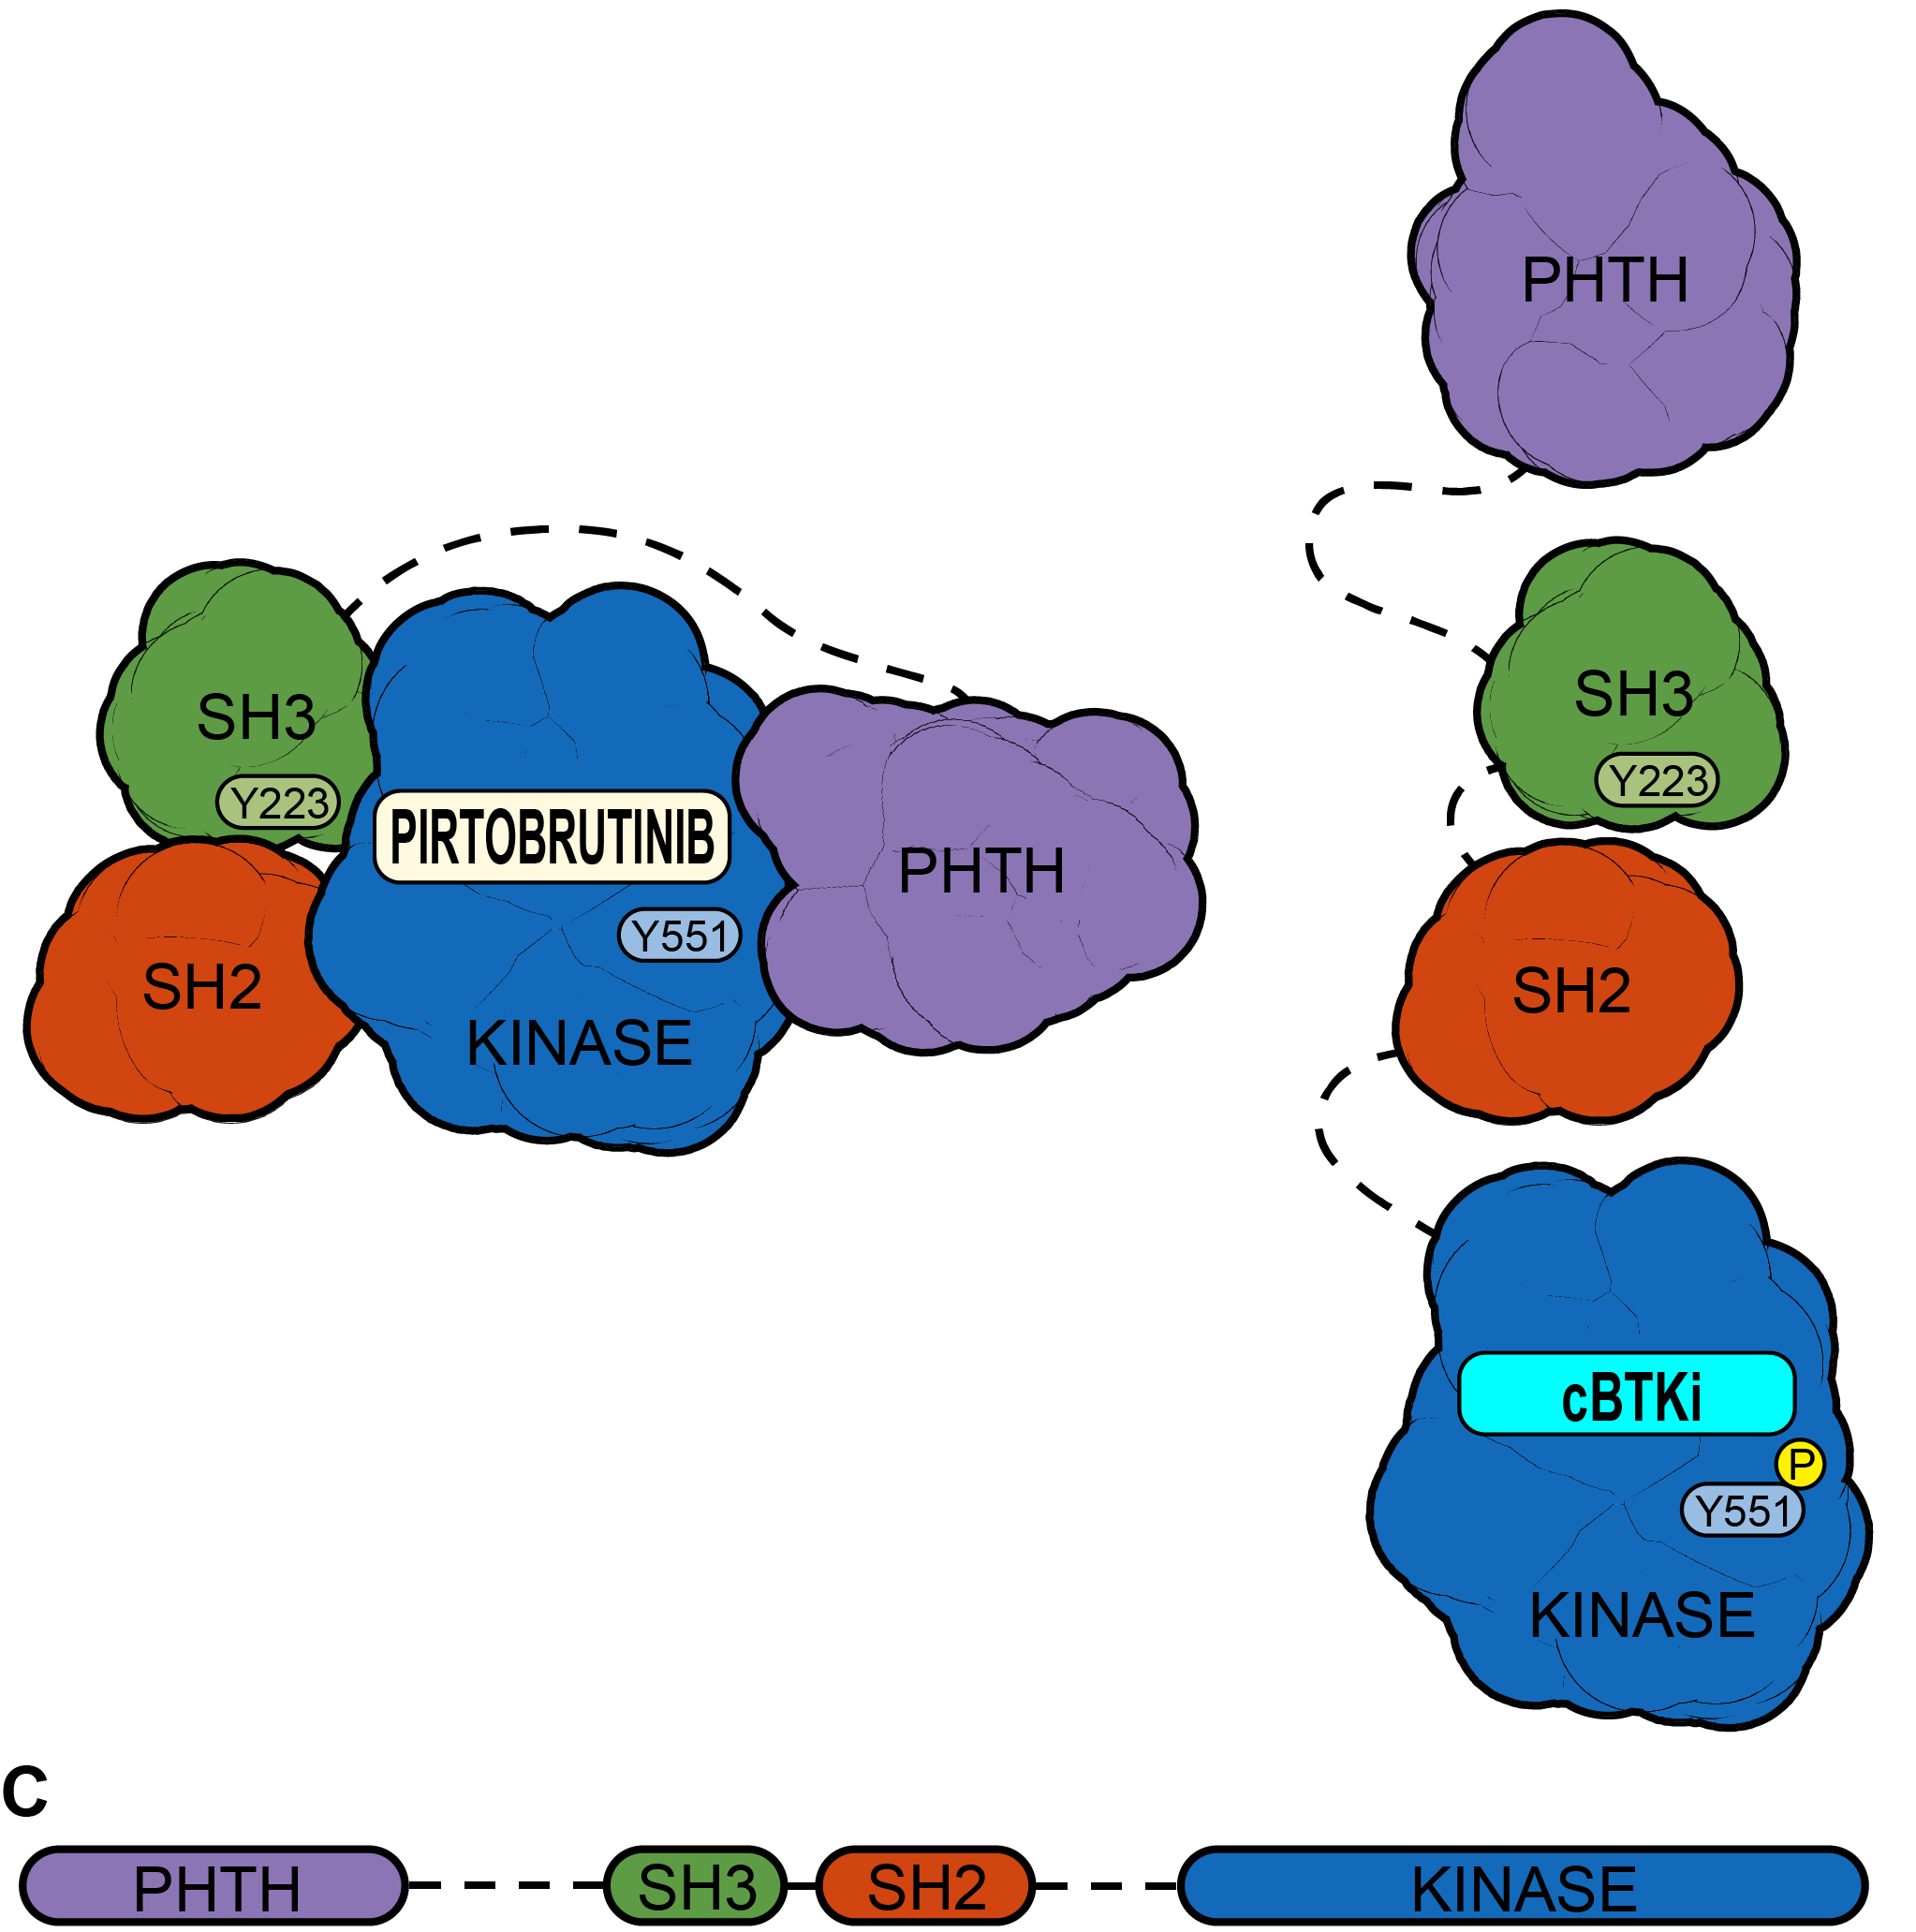 SH3
Y223
PIRTOBRUTINIB
PHTH
Y551
SH2
KINASE
PHTH
SH3
Y223
SH2
cBTKi
P
Y551
KINASE
C
PHTH SH3 SH2 KINASE